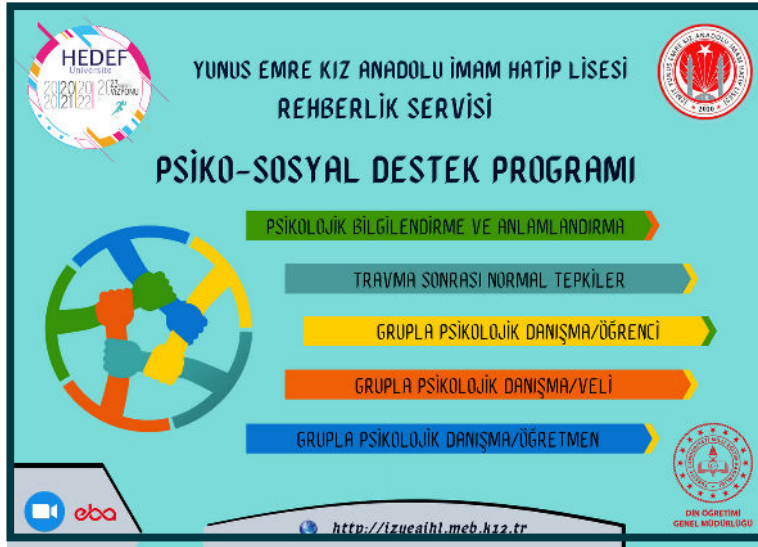 HEDEF
Üniversite
YUNUS EMRE KIZ ANADOLU İMAM HATİP LİSESİ
REHBERLİK SERVİSİ
PSİKO-SOSYAL DESTEK PROGRAMI
PSİKOLOJİK BİLGİLENDİRME VE ANLAMLANDIRMA
TRAVMA SONRASI NORMAL TEPKİLER
GRUPLA PSİKOLOJİK DANIŞMA/ÖĞRENCİ
GRUPLA PSİKOLOJİK DANIŞMA/VELİ
GRUPLA PSİKOLOJİK DANIŞMA/ÖĞRETMEN
DİN ÖĞRETİMİ
GENEL MÜDÜRLÜĞÜ
eba
http://izueaihl.meb.k12.tr